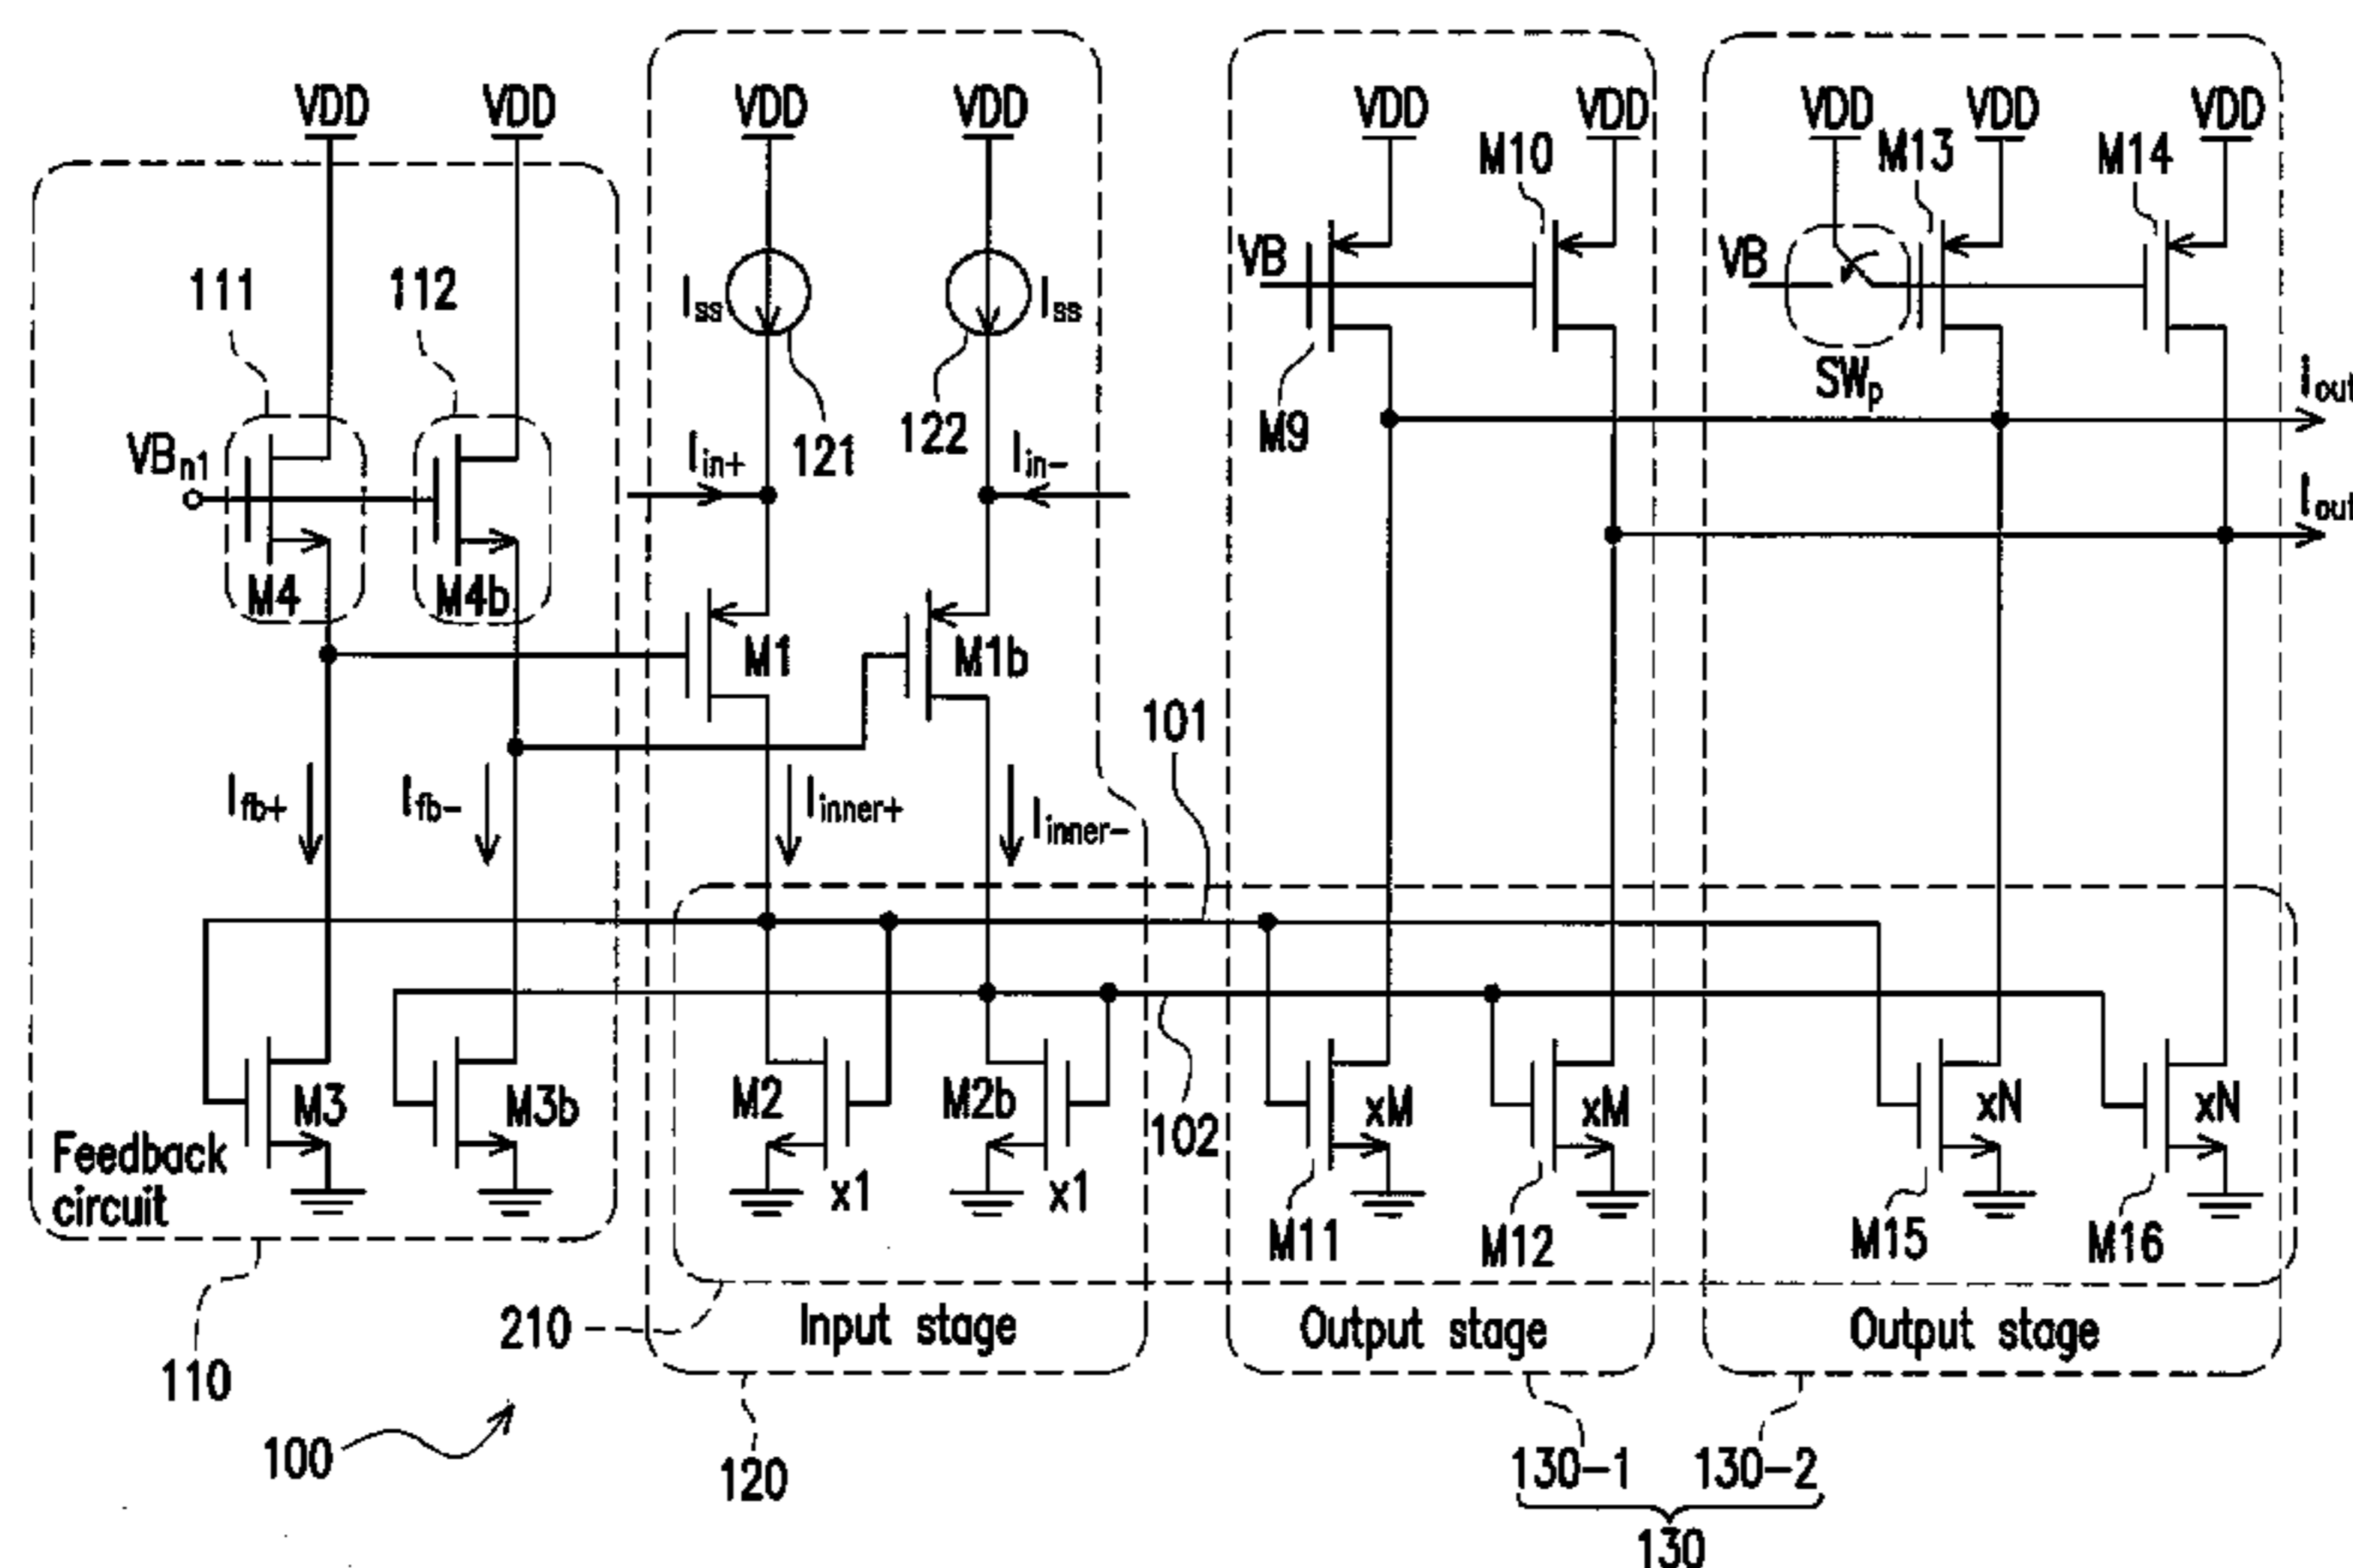 VDD VDD VDD VDD VDD VDD VDD VDD VDD
M10 M13 M14
111 112 Iss Iss VB VB
SWp iout
VBn1 121 122 M9
Iin+ Iin- Iout
M4 M4b M1 M1b
101
Ifb+ Ifb- Iinner+ Iinner-
M3 M3b M2 M2b xM xM xN xN
102
Feedback
circuit
x1 x1 M11 M12 M15 M16
210 Input stage Output stage Output stage
110
100 120 130-1 130-2
130